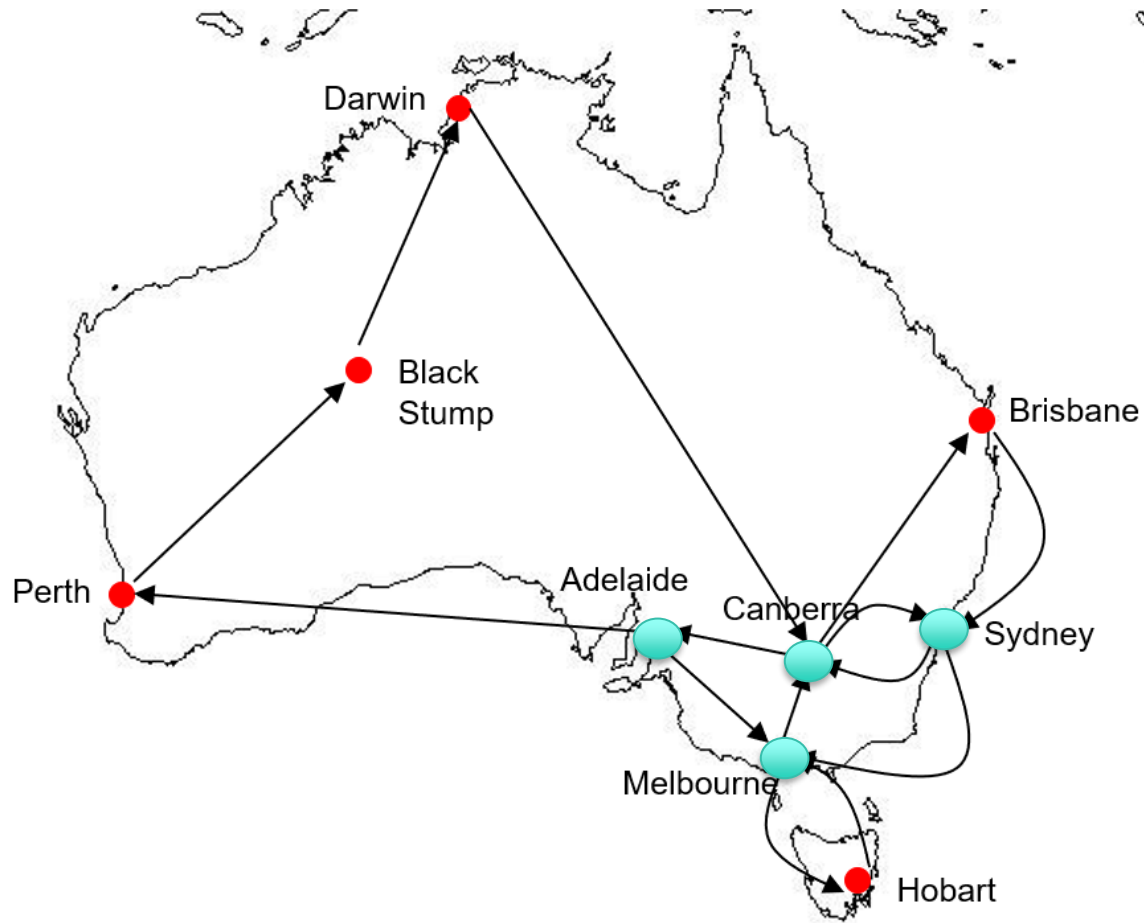 Darwin
Black
Stump
Brisbane
Perth
Adelaide
Canberra
Sydney
Melbourne
Hobart